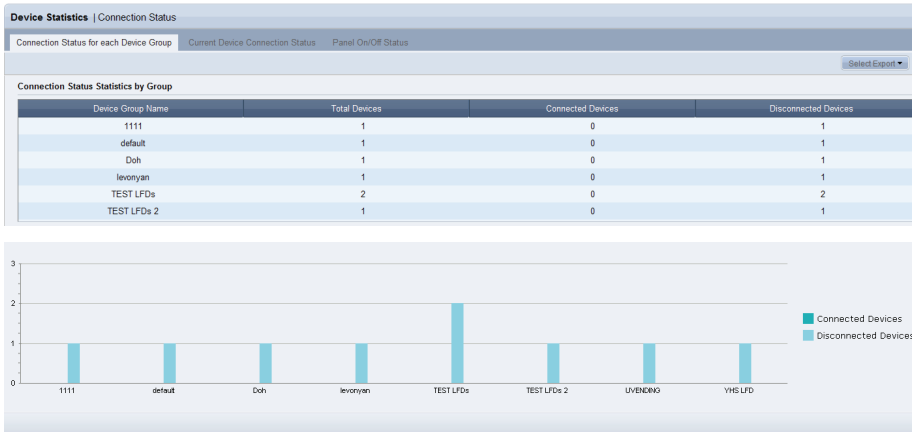 Device Statistics | Connection Status
Connection Status for each Device Group Current Device Connection Status Panel On/Off Status
Select Export
Connection Status Statistics by Group
Device Group Name Total Devices Connected Devices Disconnected Devices
1111 1 0 1
default 1 0 1
Doh 1 0 1
levonyan 1 0 1
TEST LFDs 2 0 2
TEST LFDs 2 1 0 1
3
2
1
0
1111 default Doh levonyan TEST LFDs TEST LFDs 2 UVENDING YHS LFD
Connected Devices
Disconnected Devices